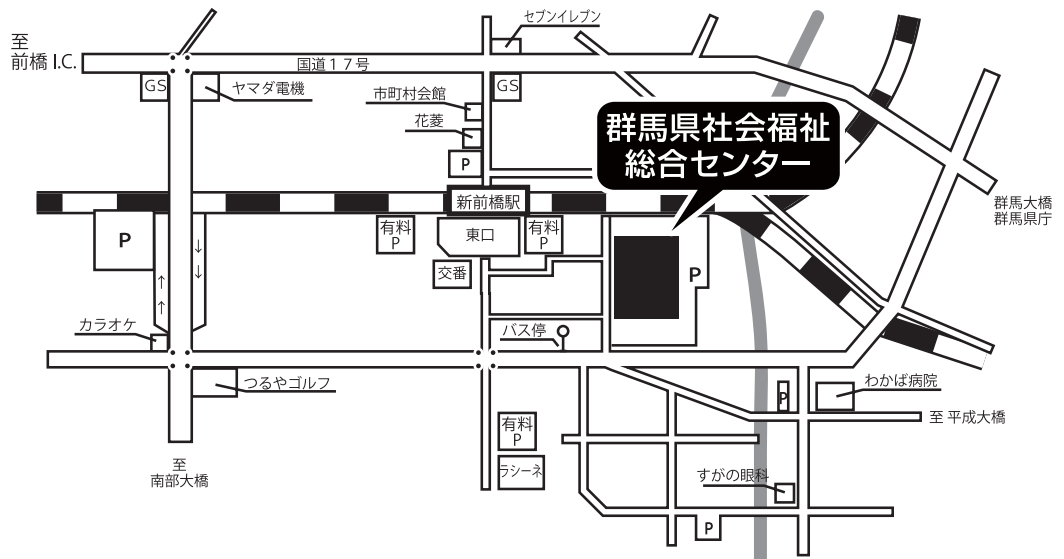 セブンイレブン
至
前橋 I.C.
国道１７号
GS
ヤマダ電機
GS
市町村会館
花菱
P
群馬県社会福祉
総合センター
新前橋駅
群馬大橋
群馬県庁
P
有料
P
東口
有料
P
交番
P
↓
↓
↑
↑
カラオケ
バス停
つるやゴルフ
わかば病院
P
至 平成大橋
有料
P
ラシーネ
至
南部大橋
すがの眼科
P